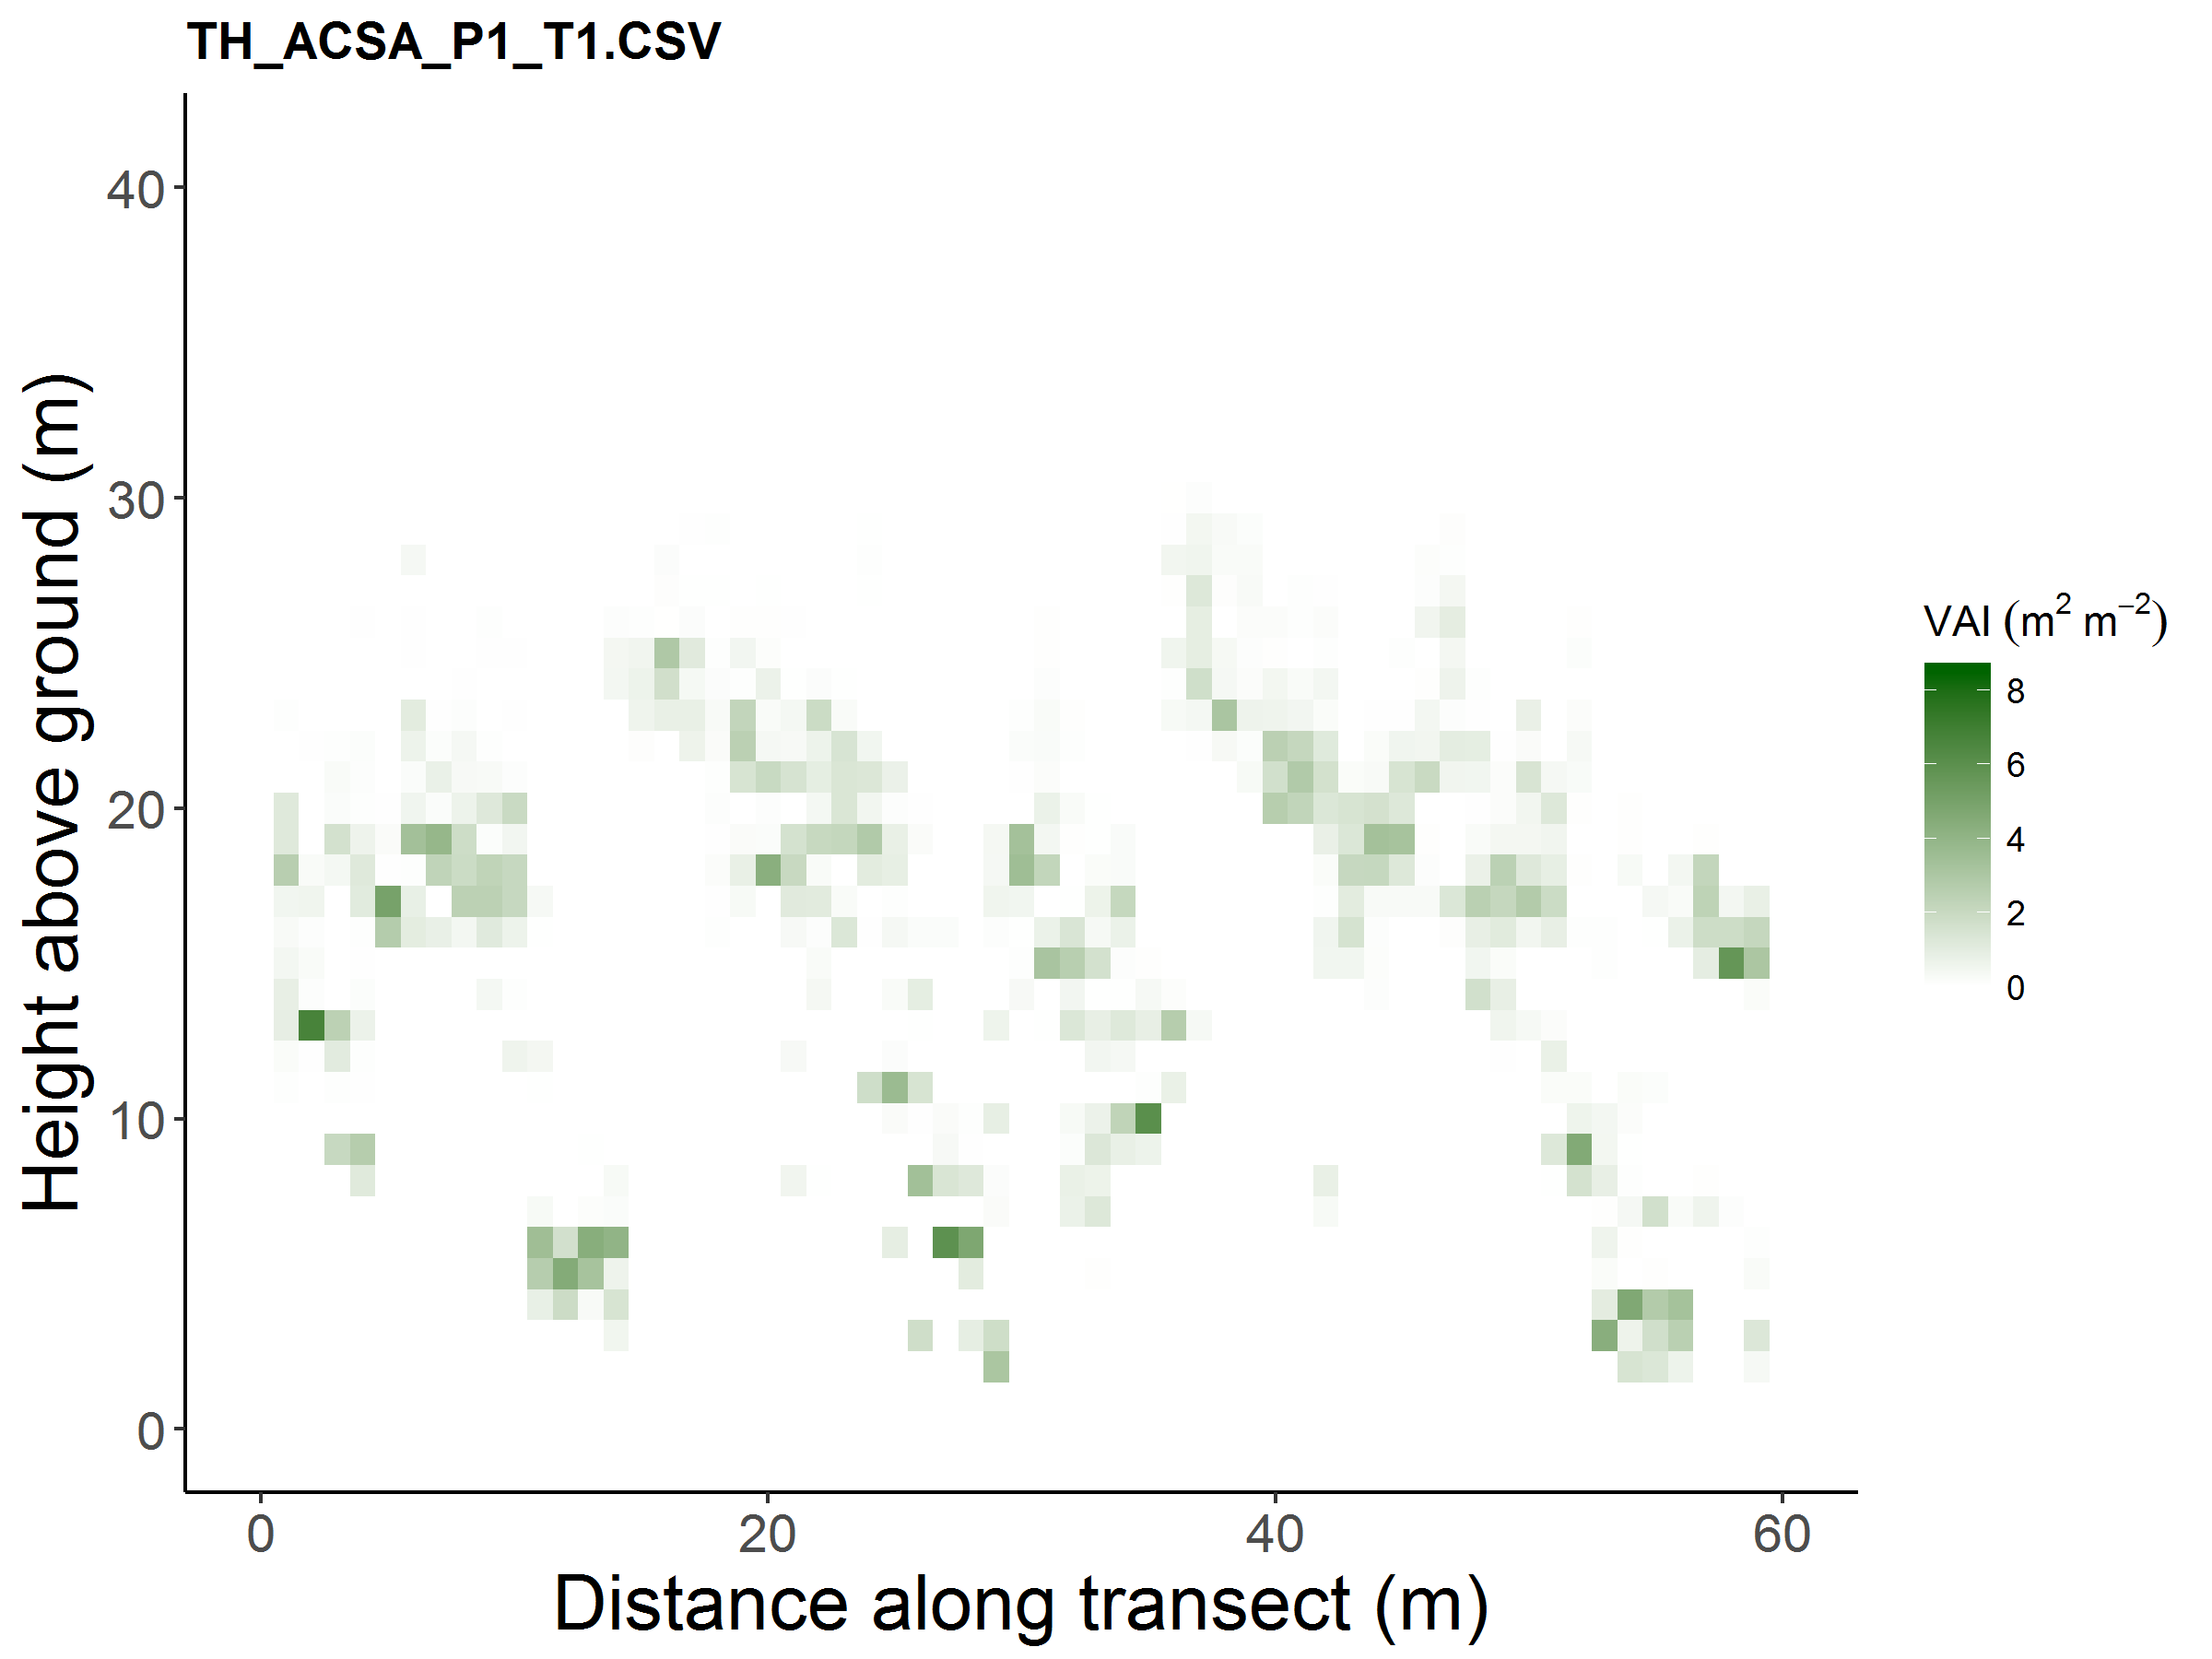 TH_ACSA_P1_T1.CSV
40
30
20
10
0
Height above ground (m)
0 20 40 60
Distance along transect (m)
VAI (m² m⁻²)
8
6
4
2
0